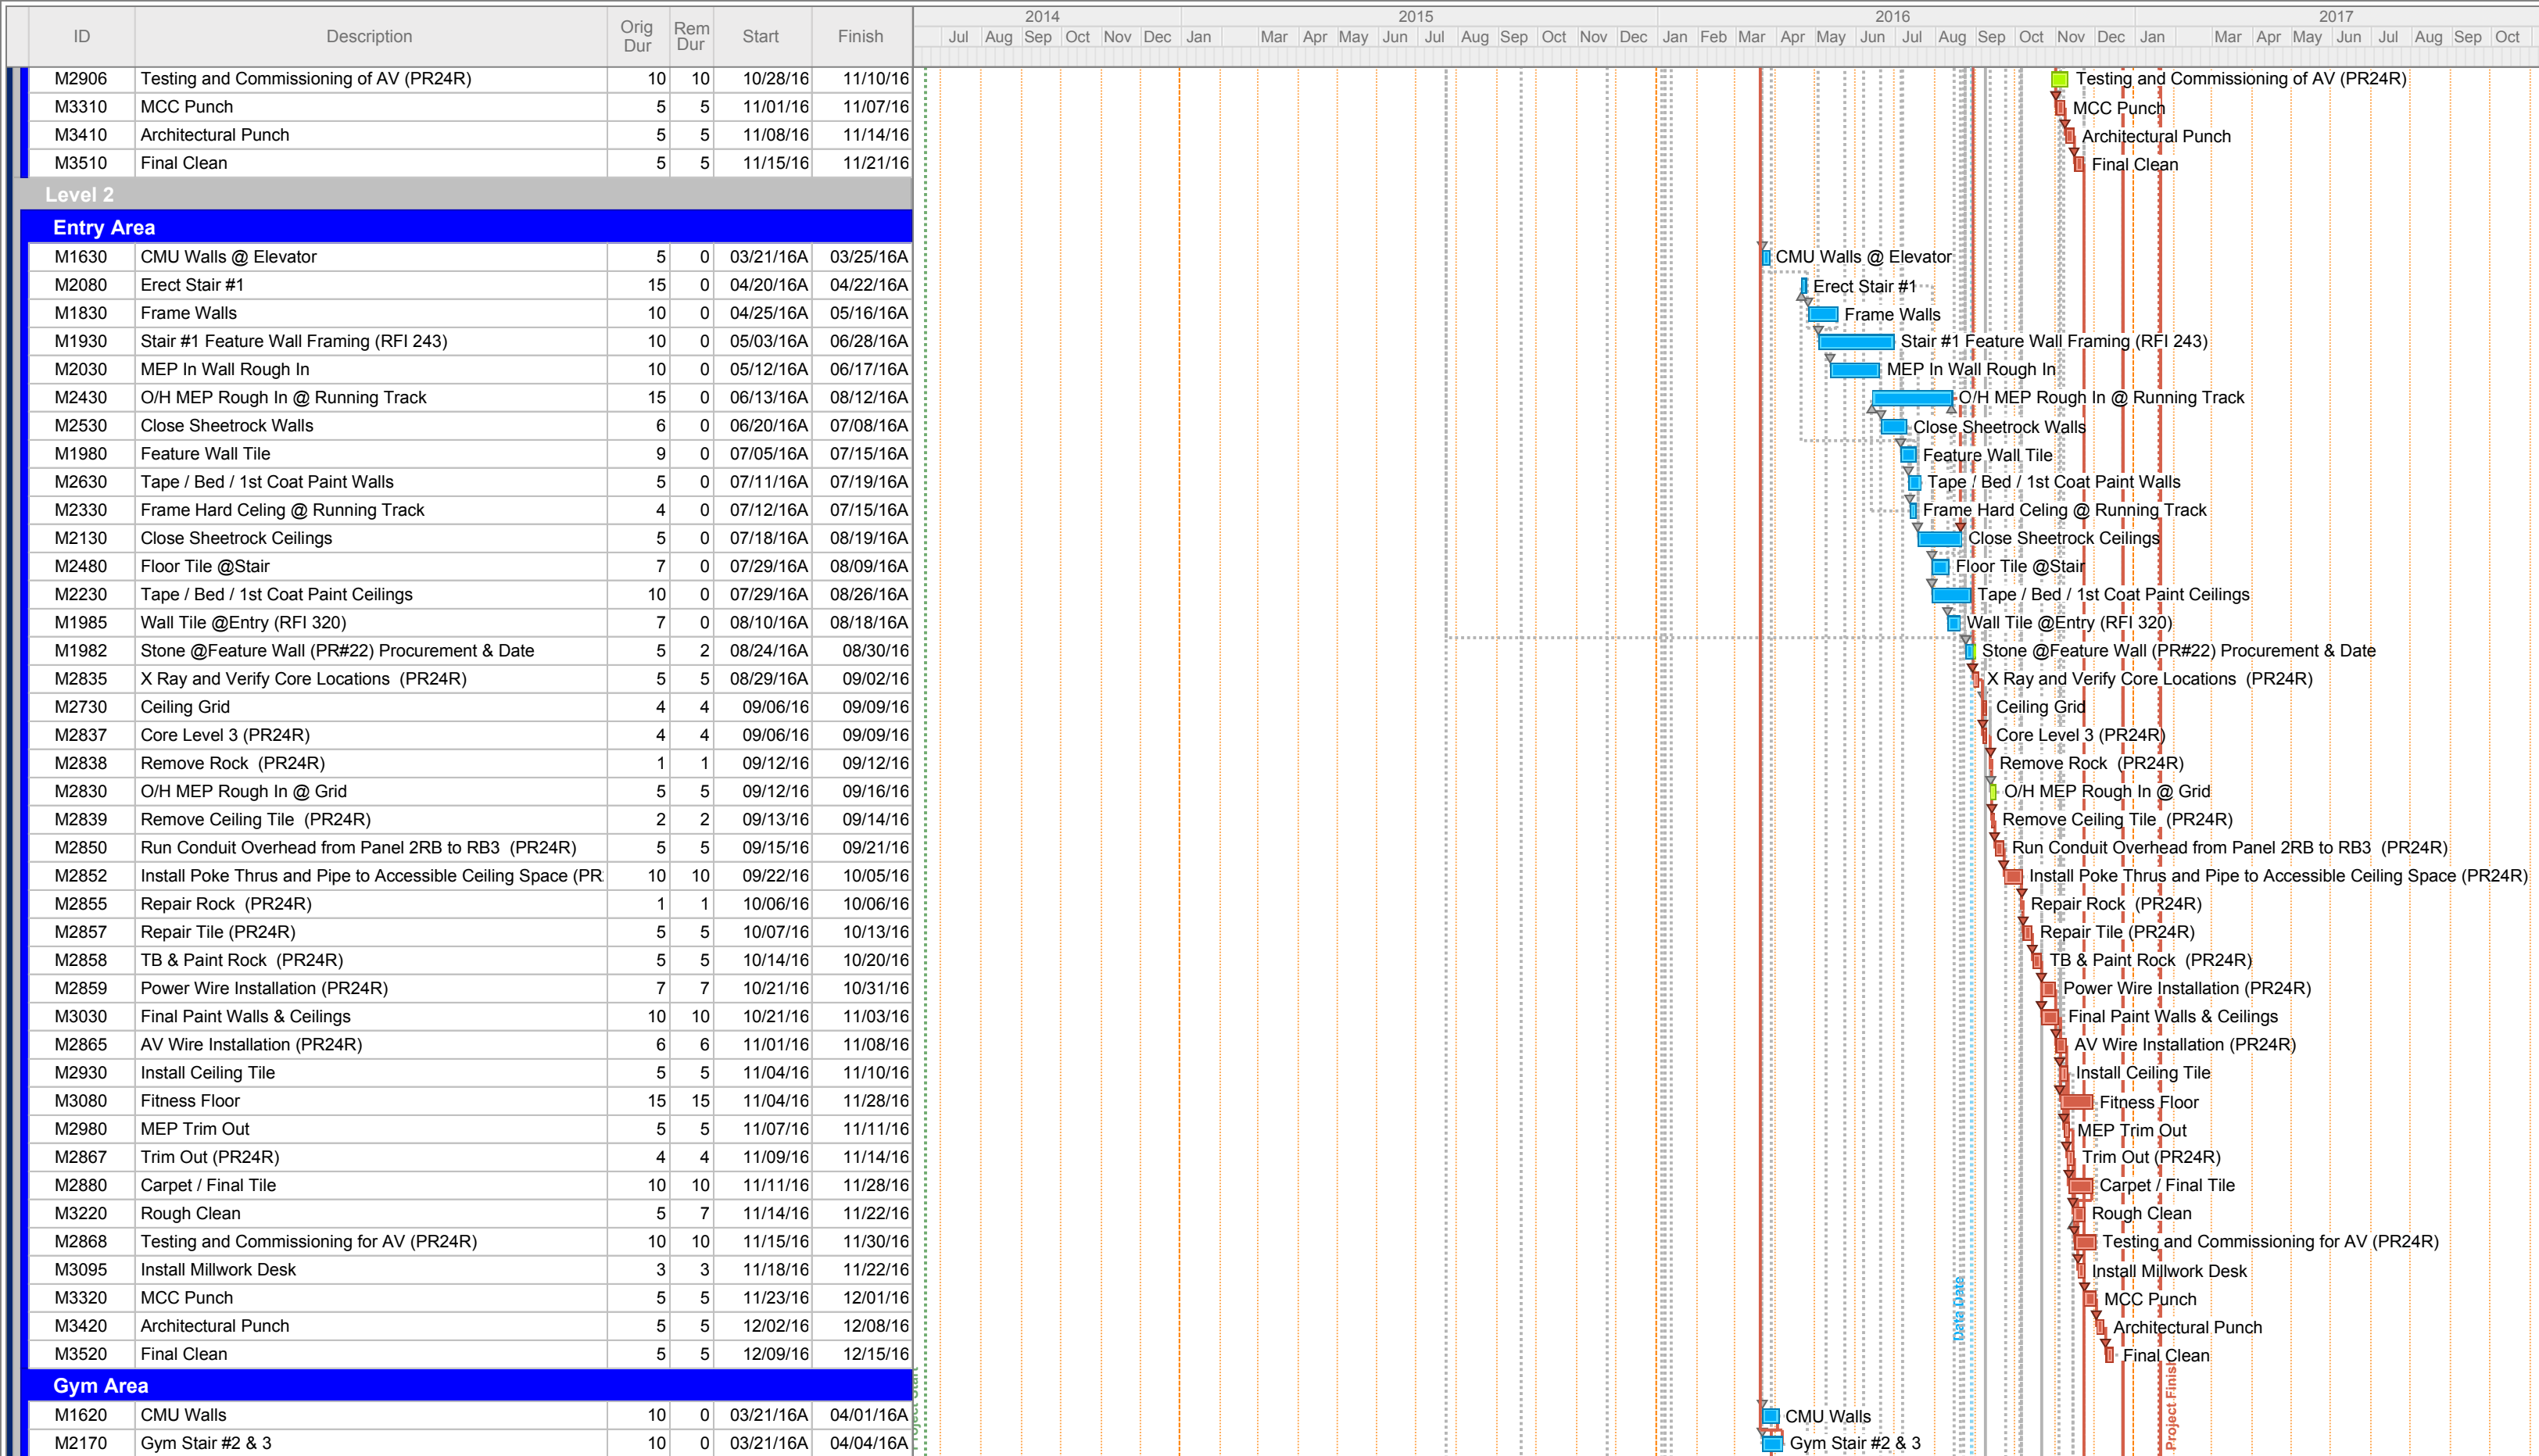 2014 2015 2016 2017
ID Description Orig Dur Rem Dur Start Finish
Jul Aug Sep Oct Nov Dec Jan Mar Apr May Jun Jul Aug Sep Oct Nov Dec Jan Feb Mar Apr May Jun Jul Aug Sep Oct Nov Dec Jan Mar Apr May Jun Jul Aug Sep Oct
M2906 Testing and Commissioning of AV (PR24R) 10 10 10/28/16 11/10/16 Testing and Commissioning of AV (PR24R)
M3310 MCC Punch 5 5 11/01/16 11/07/16 MCC Punch
M3410 Architectural Punch 5 5 11/08/16 11/14/16 Architectural Punch
M3510 Final Clean 5 5 11/15/16 11/21/16 Final Clean
Level 2
Entry Area
M1630 CMU Walls @ Elevator 5 0 03/21/16A 03/25/16A CMU Walls @ Elevator
M2080 Erect Stair #1 15 0 04/20/16A 04/22/16A Erect Stair #1
M1830 Frame Walls 10 0 04/25/16A 05/16/16A Frame Walls
M1930 Stair #1 Feature Wall Framing (RFI 243) 10 0 05/03/16A 06/28/16A Stair #1 Feature Wall Framing (RFI 243)
M2030 MEP In Wall Rough In 10 0 05/12/16A 06/17/16A MEP In Wall Rough In
M2430 O/H MEP Rough In @ Running Track 15 0 06/13/16A 08/12/16A O/H MEP Rough In @ Running Track
M2530 Close Sheetrock Walls 6 0 06/20/16A 07/08/16A Close Sheetrock Walls
M1980 Feature Wall Tile 9 0 07/05/16A 07/15/16A Feature Wall Tile
M2630 Tape / Bed / 1st Coat Paint Walls 5 0 07/11/16A 07/19/16A Tape / Bed / 1st Coat Paint Walls
M2330 Frame Hard Celing @ Running Track 4 0 07/12/16A 07/15/16A Frame Hard Celing @ Running Track
M2130 Close Sheetrock Ceilings 5 0 07/18/16A 08/19/16A Close Sheetrock Ceilings
M2480 Floor Tile @Stair 7 0 07/29/16A 08/09/16A Floor Tile @Stair
M2230 Tape / Bed / 1st Coat Paint Ceilings 10 0 07/29/16A 08/26/16A Tape / Bed / 1st Coat Paint Ceilings
M1985 Wall Tile @Entry (RFI 320) 7 0 08/10/16A 08/18/16A Wall Tile @Entry (RFI 320)
M1982 Stone @Feature Wall (PR#22) Procurement & Date 5 2 08/24/16A 08/30/16 Stone @Feature Wall (PR#22) Procurement & Date
M2835 X Ray and Verify Core Locations (PR24R) 5 5 08/29/16A 09/02/16 X Ray and Verify Core Locations (PR24R)
M2730 Ceiling Grid 4 4 09/06/16 09/09/16 Ceiling Grid
M2837 Core Level 3 (PR24R) 4 4 09/06/16 09/09/16 Core Level 3 (PR24R)
M2838 Remove Rock (PR24R) 1 1 09/12/16 09/12/16 Remove Rock (PR24R)
M2830 O/H MEP Rough In @ Grid 5 5 09/12/16 09/16/16 O/H MEP Rough In @ Grid
M2839 Remove Ceiling Tile (PR24R) 2 2 09/13/16 09/14/16 Remove Ceiling Tile (PR24R)
M2850 Run Conduit Overhead from Panel 2RB to RB3 (PR24R) 5 5 09/15/16 09/21/16 Run Conduit Overhead from Panel 2RB to RB3 (PR24R)
M2852 Install Poke Thrus and Pipe to Accessible Ceiling Space (PR 10 10 09/22/16 10/05/16 Install Poke Thrus and Pipe to Accessible Ceiling Space (PR24R)
M2855 Repair Rock (PR24R) 1 1 10/06/16 10/06/16 Repair Rock (PR24R)
M2857 Repair Tile (PR24R) 5 5 10/07/16 10/13/16 Repair Tile (PR24R)
M2858 TB & Paint Rock (PR24R) 5 5 10/14/16 10/20/16 TB & Paint Rock (PR24R)
M2859 Power Wire Installation (PR24R) 7 7 10/21/16 10/31/16 Power Wire Installation (PR24R)
M3030 Final Paint Walls & Ceilings 10 10 10/21/16 11/03/16 Final Paint Walls & Ceilings
M2865 AV Wire Installation (PR24R) 6 6 11/01/16 11/08/16 AV Wire Installation (PR24R)
M2930 Install Ceiling Tile 5 5 11/04/16 11/10/16 Install Ceiling Tile
M3080 Fitness Floor 15 15 11/04/16 11/28/16 Fitness Floor
M2980 MEP Trim Out 5 5 11/07/16 11/11/16 MEP Trim Out
M2867 Trim Out (PR24R) 4 4 11/09/16 11/14/16 Trim Out (PR24R)
M2880 Carpet / Final Tile 10 10 11/11/16 11/28/16 Carpet / Final Tile
M3220 Rough Clean 5 7 11/14/16 11/22/16 Rough Clean
M2868 Testing and Commissioning for AV (PR24R) 10 10 11/15/16 11/30/16 Testing and Commissioning for AV (PR24R)
M3095 Install Millwork Desk 3 3 11/18/16 11/22/16 Install Millwork Desk
M3320 MCC Punch 5 5 11/23/16 12/01/16 MCC Punch
M3420 Architectural Punch 5 5 12/02/16 12/08/16 Architectural Punch
M3520 Final Clean 5 5 12/09/16 12/15/16 Final Clean
Data Date
Project Start
Project Finish
Gym Area
M1620 CMU Walls 10 0 03/21/16A 04/01/16A CMU Walls
M2170 Gym Stair #2 & 3 10 0 03/21/16A 04/04/16A Gym Stair #2 & 3